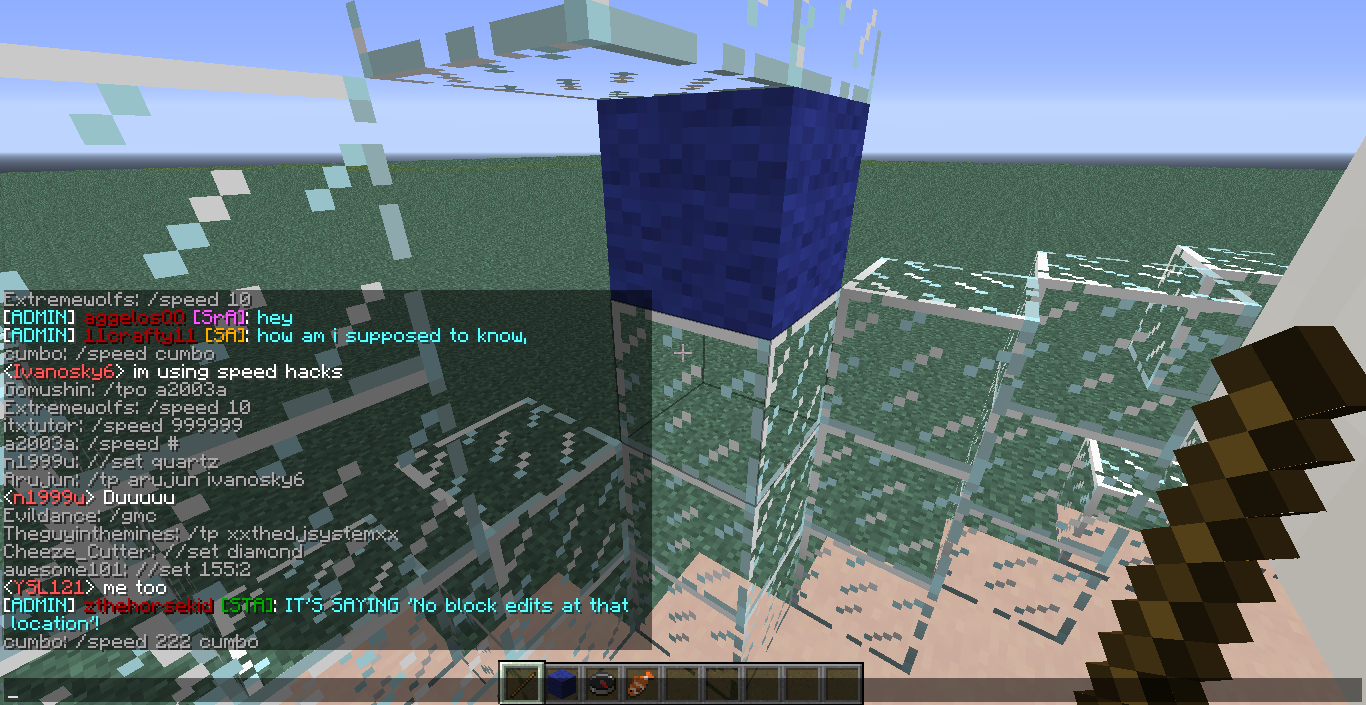 Extremewolfs: /speed 10
[ADMIN] aggelos00 [SrA]: hey
[ADMIN] 11crafty11 [SA]: how am i supposed to know,
cumbo: /speed cumbo
<Ivanosky6> im using speed hacks
Gomushin: /tpo a2003a
Extremewolfs: /speed 10
itxtutor: /speed 999999
a2003a: /speed #
n1999u: //set quartz
Arujun: /tp arujun ivanosky6
<n1999u> Duuuuu
Evildance: /gmc
Theguyinthemines: /tp xxthedjsystemxx
Cheeze_Cutter: //set diamond
awesome101: //set 155:2
<YSL121> me too
[ADMIN] zthehorsekid [STA]: IT'S SAYING 'No block edits at that
location'!
cumbo: /speed 222 cumbo
_